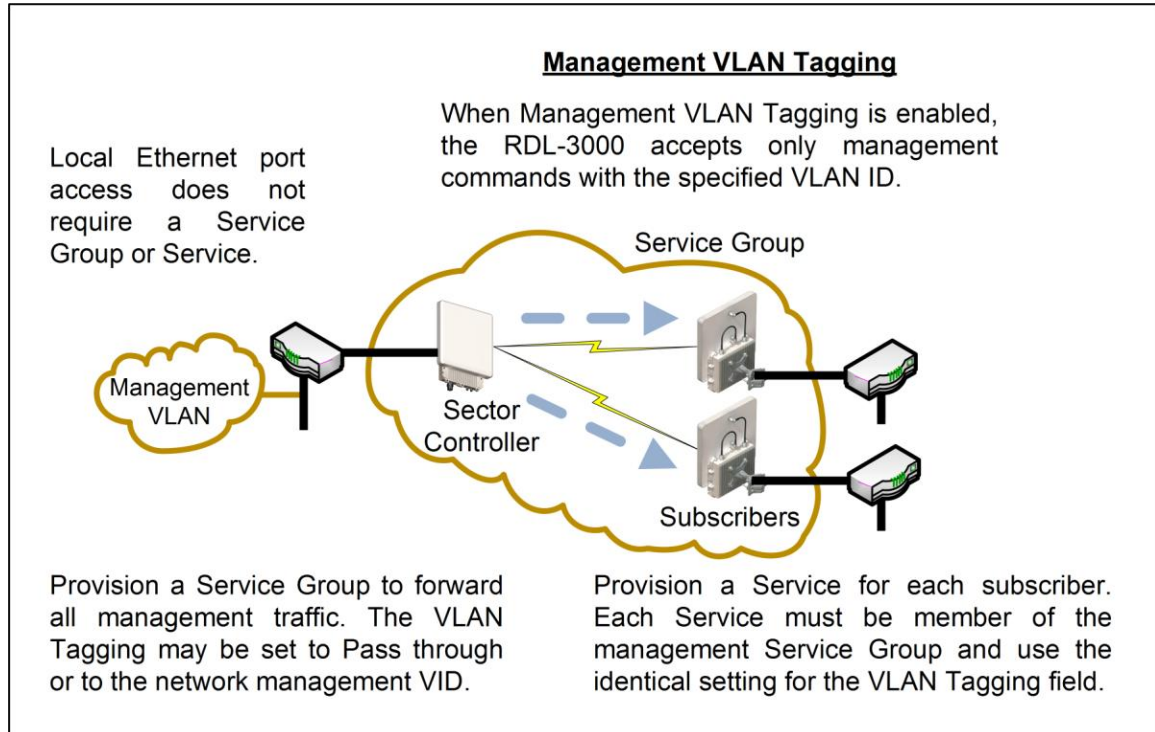 Management VLAN Tagging
When Management VLAN Tagging is enabled,
the RDL-3000 accepts only management
commands with the specified VLAN ID.
Local Ethernet port
access does not
require a Service
Group or Service.
Service Group
Management
VLAN
Sector
Controller
Subscribers
Provision a Service Group to forward
all management traffic. The VLAN
Tagging may be set to Pass through
or to the network management VID.
Provision a Service for each subscriber.
Each Service must be member of the
management Service Group and use the
identical setting for the VLAN Tagging field.